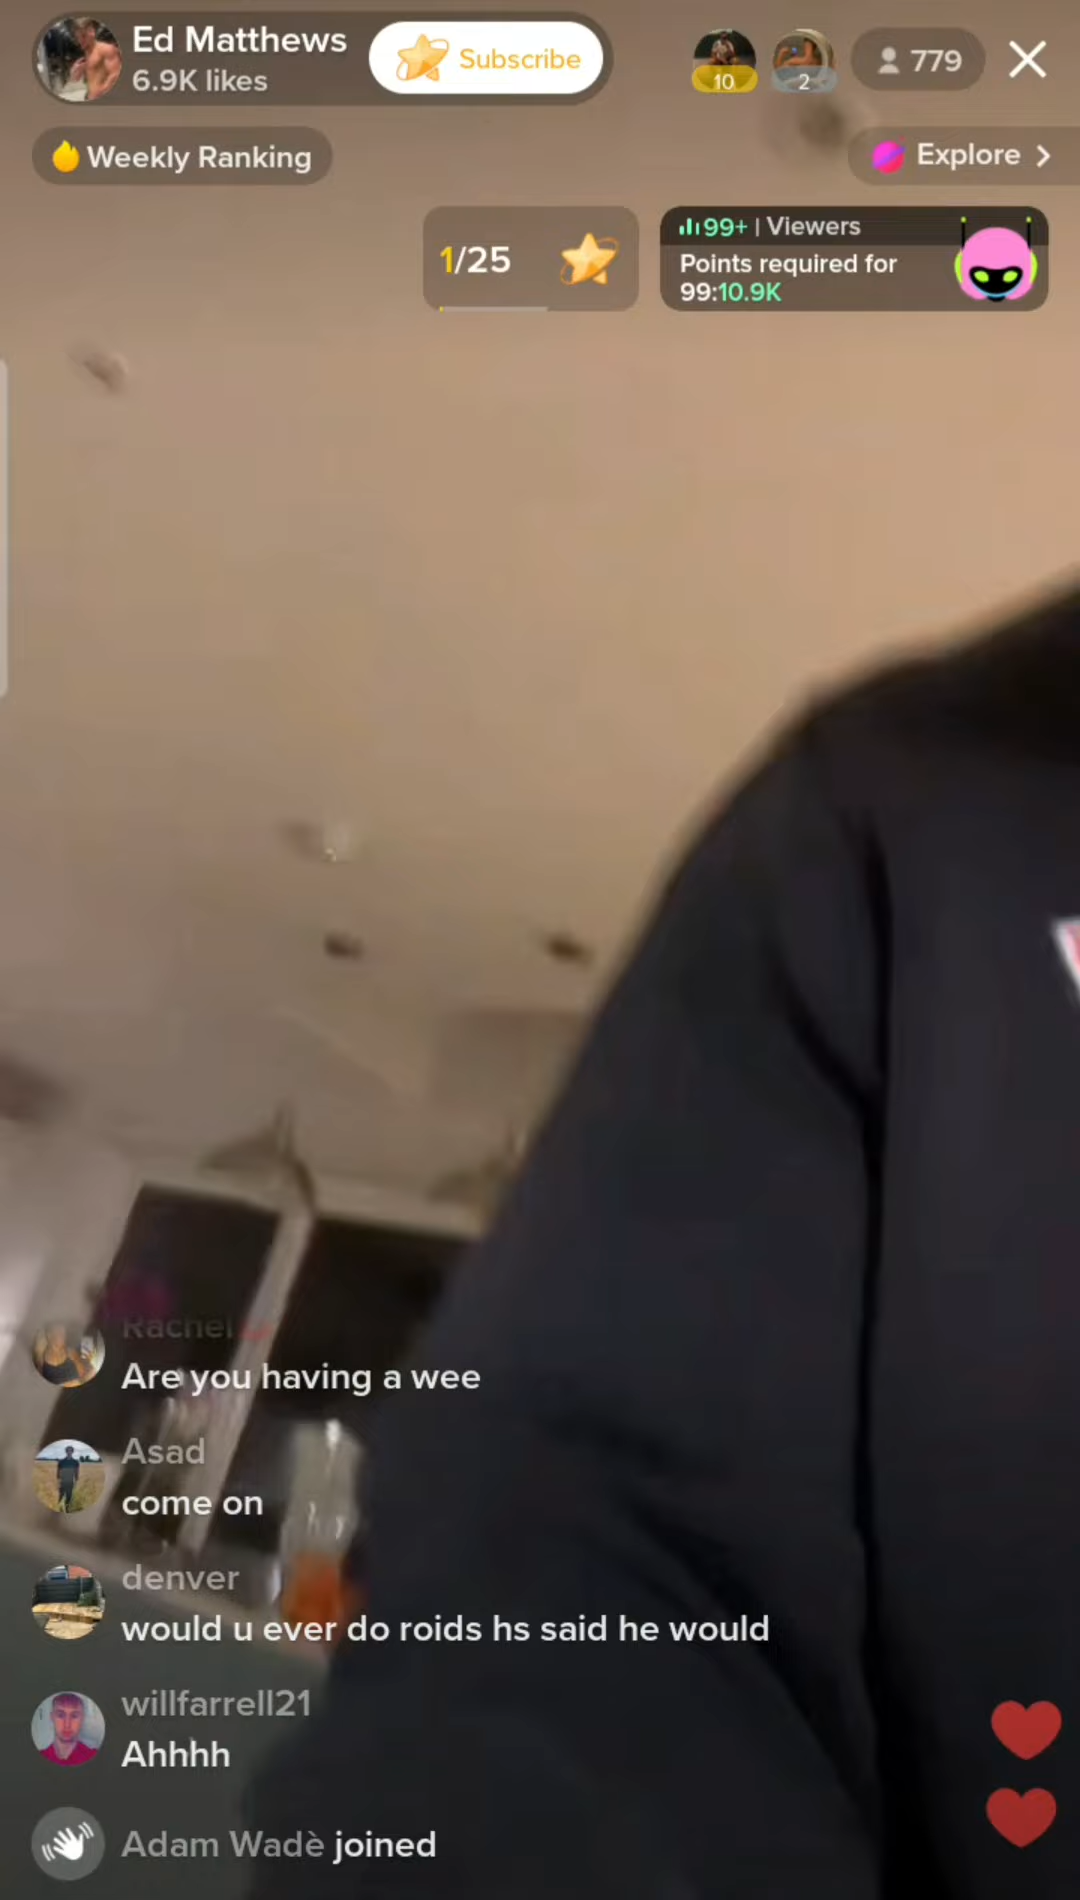 Ed Matthews
6.9K likes
Subscribe
10
2
779
Weekly Ranking
Explore
1/25
99+ | Viewers
Points required for
99:10.9K
Rachel
Are you having a wee
Asad
come on
denver
would u ever do roids hs said he would
willfarrell21
Ahhhh
Adam Wadè joined